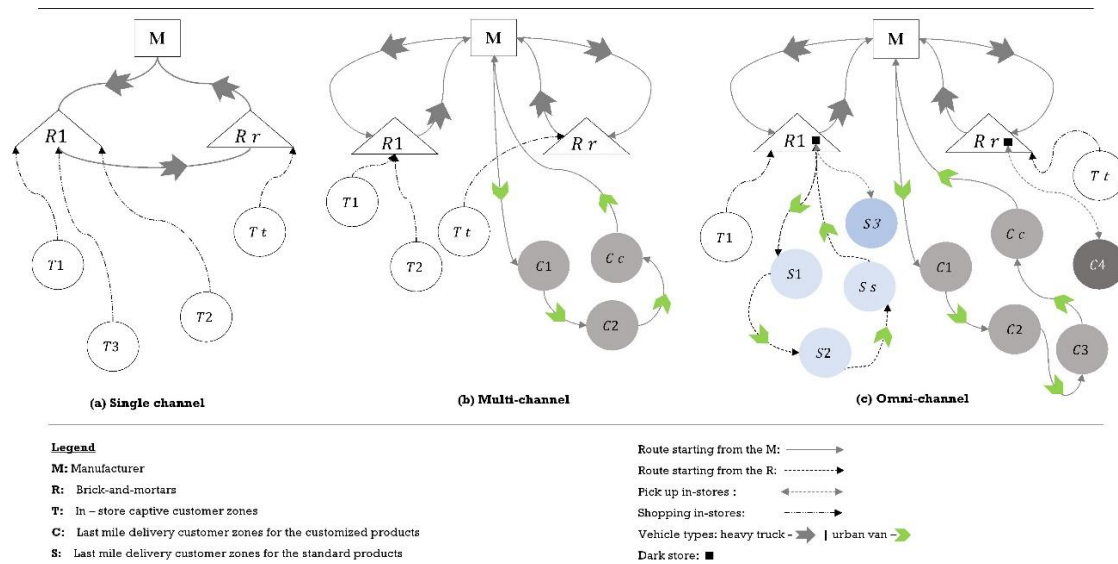 M
R1
R r
T1
T2
T3
T t
(a) Single channel
M
R1
R r
T1
T2
T t
C1
C c
C2
(b) Multi-channel
M
R1
R r
T t
T1
S3
S1
S s
S2
C1
C c
C4
C2
C3
(c) Omni-channel
Legend
M: Manufacturer
R: Brick-and-mortars
T: In – store captive customer zones
C: Last mile delivery customer zones for the customized products
S: Last mile delivery customer zones for the standard products
Route starting from the M:
Route starting from the R:
Pick up in-stores :
Shopping in-stores:
Vehicle types: heavy truck - | urban van –
Dark store: